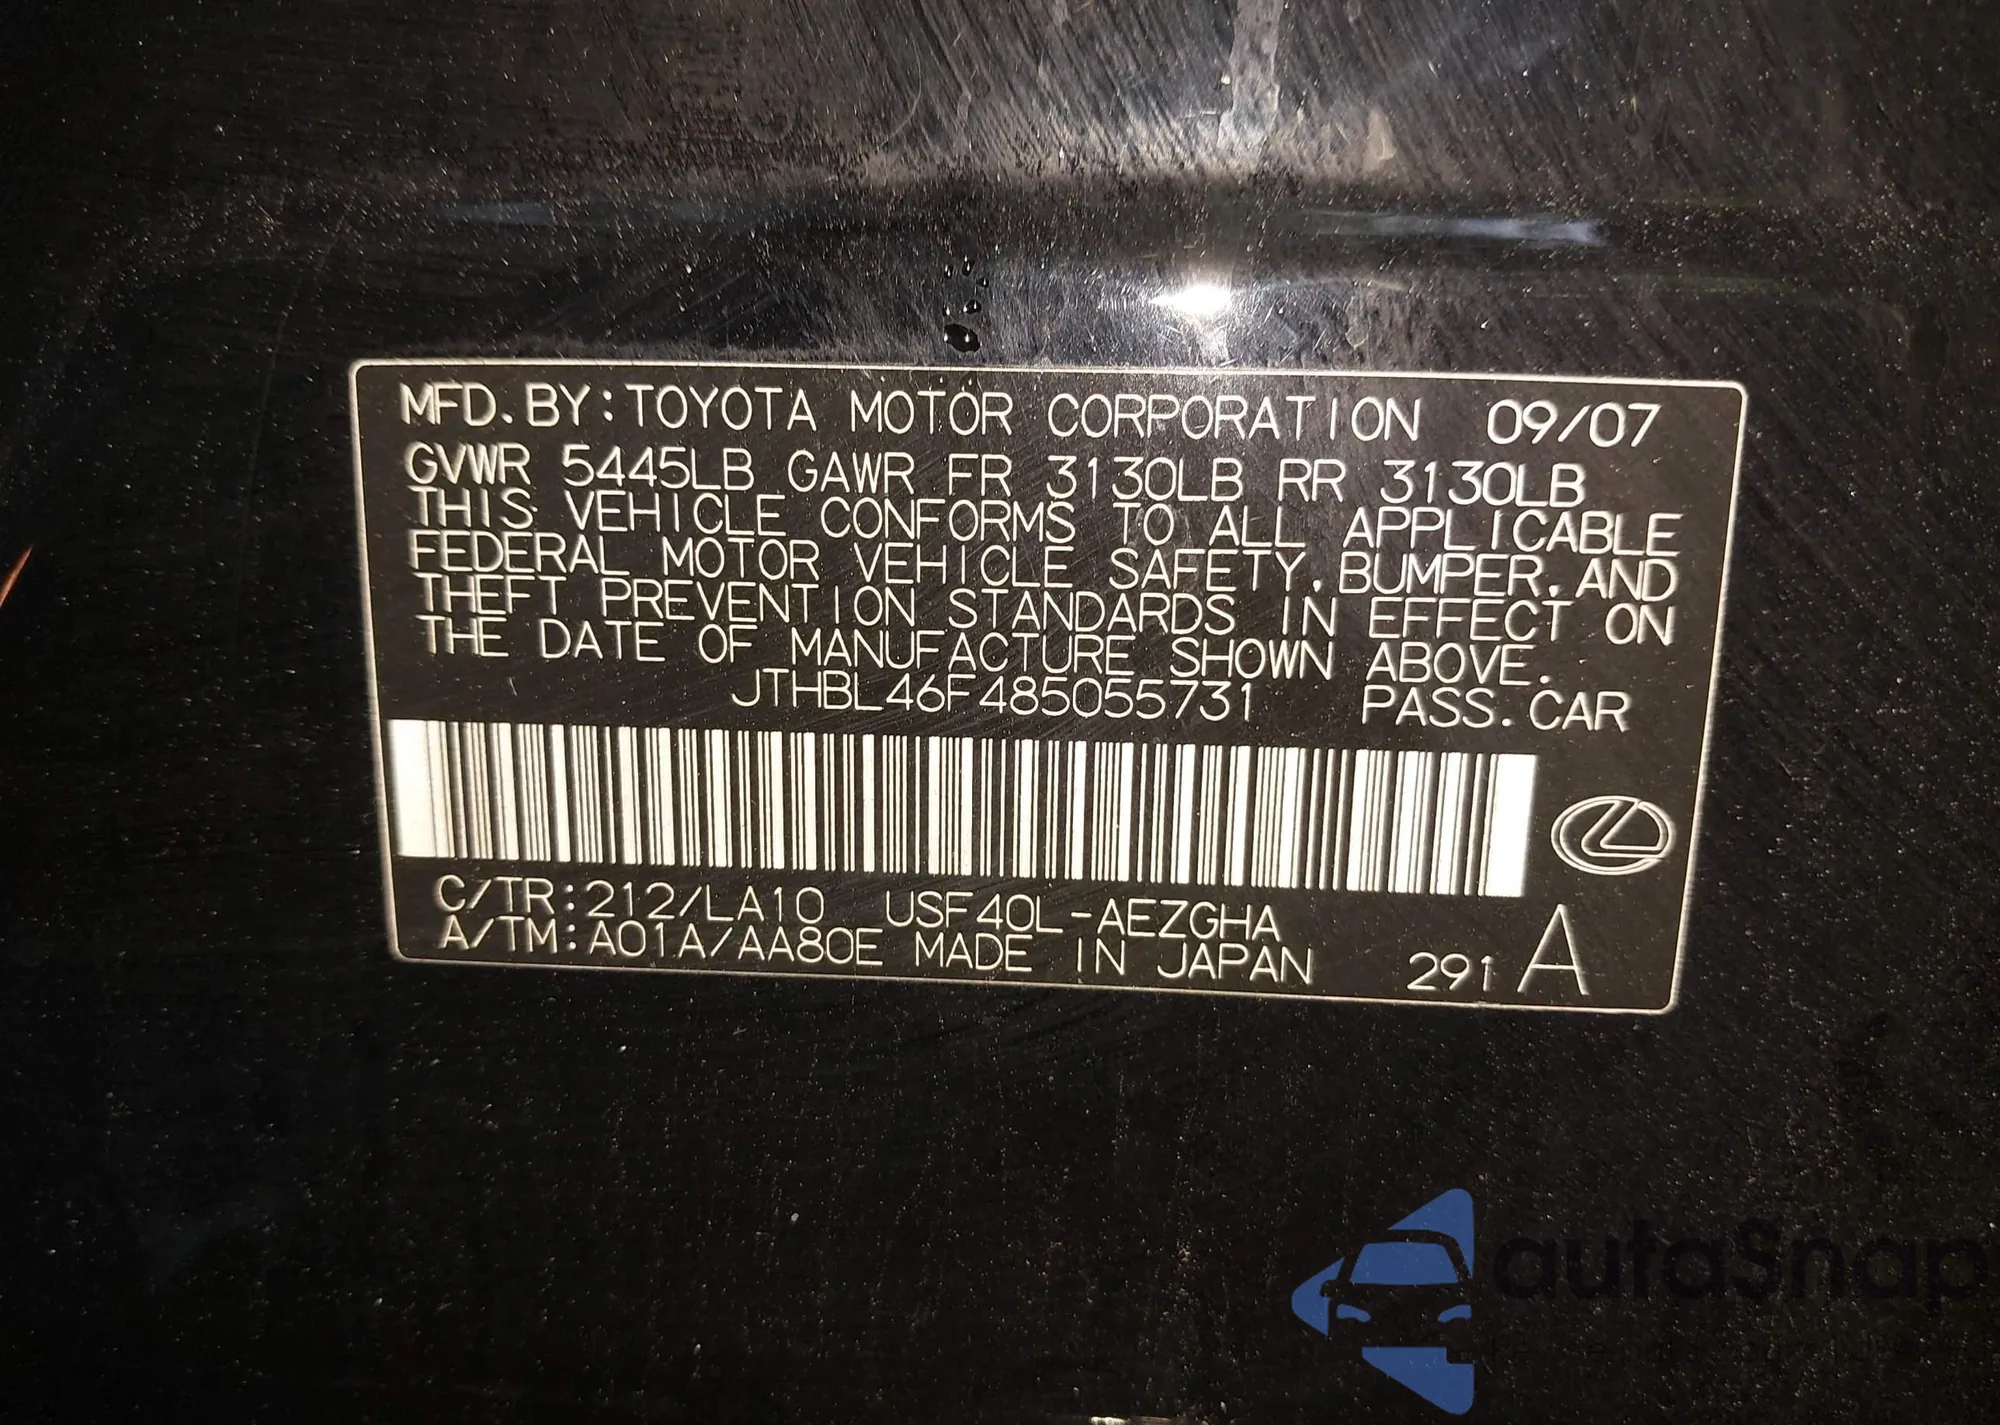 MFD.BY:TOYOTA MOTOR CORPORATION 09/07
GVWR 5445LB GAWR FR 3130LB RR 3130LB
THIS VEHICLE CONFORMS TO ALL APPLICABLE
FEDERAL MOTOR VEHICLE SAFETY,BUMPER,AND
THEFT PREVENTION STANDARDS IN EFFECT ON
THE DATE OF MANUFACTURE SHOWN ABOVE.
JTHBL46F485055731 PASS.CAR
C/TR:212/LA10 USF40L-AEZGHA
A/TM:A01A/AA80E MADE IN JAPAN 291 A
autaSnap